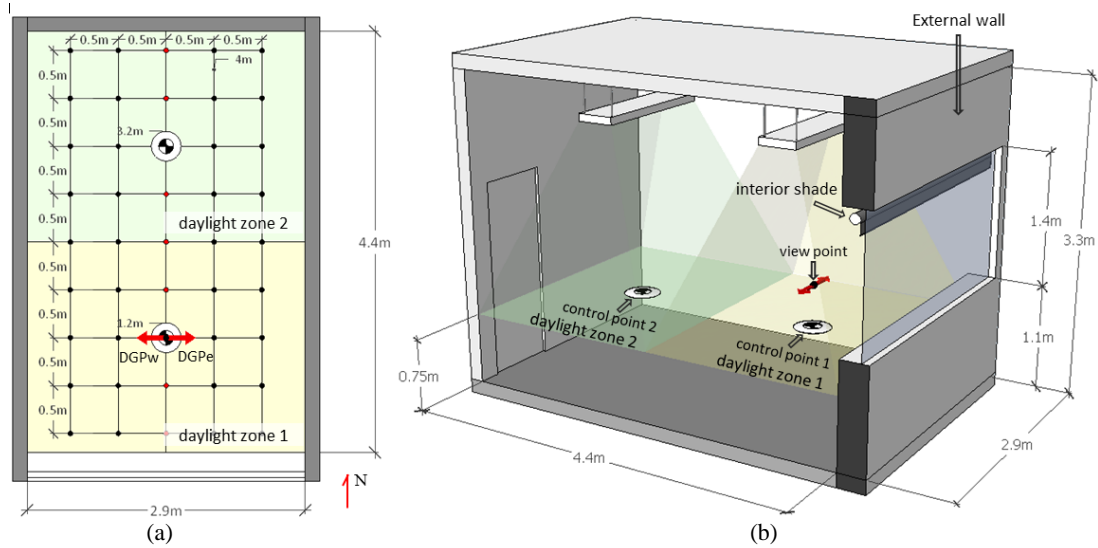 0.5m 0.5m 0.5m 0.5m
4m
0.5m
0.5m
3.2m
0.5m
0.5m
daylight zone 2
4.4m
0.5m
0.5m
1.2m
DGPw DGPe
0.5m
0.5m
daylight zone 1
N
2.9m
(a)
External wall
interior shade
1.4m
3.3m
view point
control point 2
daylight zone 2
control point 1
daylight zone 1
1.1m
0.75m
4.4m
2.9m
(b)